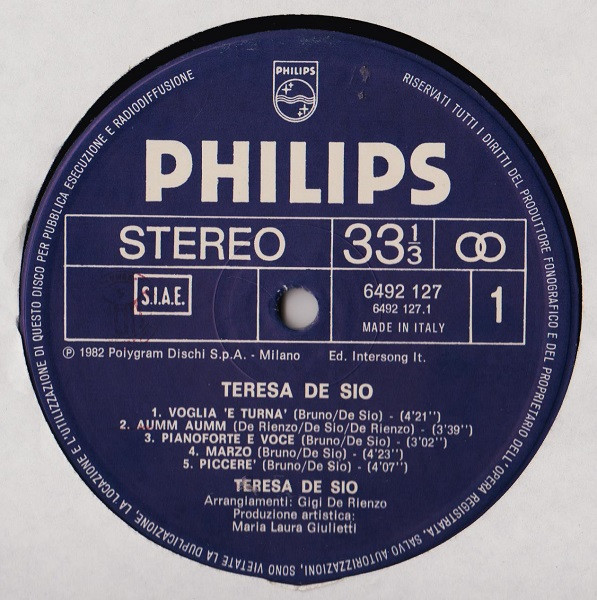 PHILIPS
PHILIPS
STEREO
33 1/3
S.I.A.E.
6492 127
6492 127.1
MADE IN ITALY
1
℗ 1982 Polygram Dischi S.p.A. - Milano Ed. Intersong It.
TERESA DE SIO
1. VOGLIA 'E TURNA' (Bruno/De Sio) - (4'21'')
2. AUMM AUMM (De Rienzo/De Sio/De Rienzo) - (3'39'')
3. PIANOFORTE E VOCE (Bruno/De Sio) - (3'02'')
4. MARZO (Bruno/De Sio) - (4'23'')
5. PICCERE' (Bruno/De Sio) - (4'07'')
TERESA DE SIO
Arrangiamenti: Gigi De Rienzo
Produzione artistica:
Maria Laura Giulietti
RISERVATI TUTTI I DIRITTI DEL PRODUTTORE FONOGRAFICO E DEL PROPRIETARIO DELL'OPERA REGISTRATA. SALVO AUTORIZZAZIONI, SONO VIETATE LA DUPLICAZIONE, LA LOCAZIONE E L'UTILIZZAZIONE DI QUESTO DISCO PER PUBBLICA ESECUZIONE E RADIODIFFUSIONE